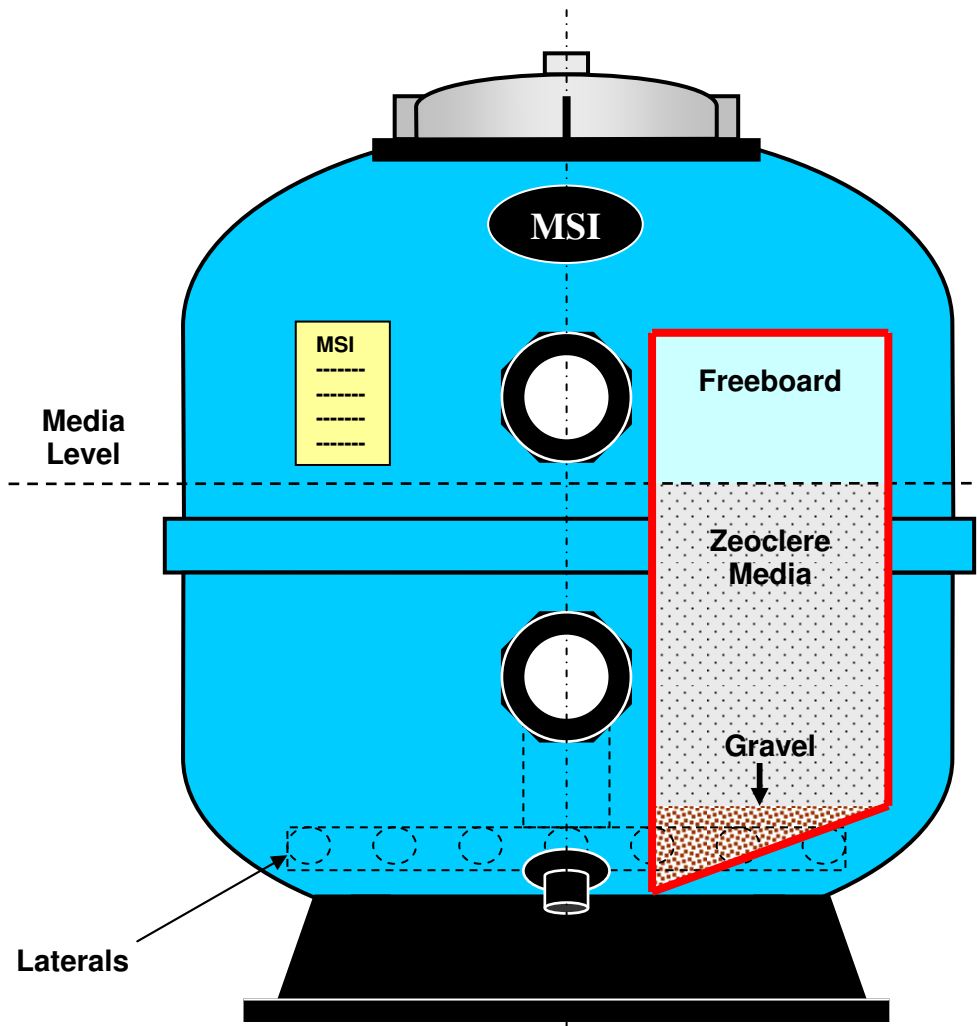 MSI
MSI
-------
-------
-------
-------
Freeboard
Media
Level
Zeoclere
Media
Gravel
Laterals